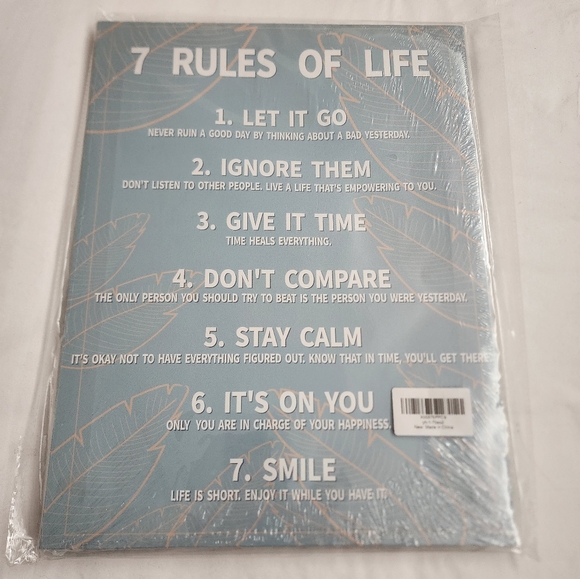 7 RULES OF LIFE
1. LET IT GO
NEVER RUIN A GOOD DAY BY THINKING ABOUT A BAD YESTERDAY.
2. IGNORE THEM
DON'T LISTEN TO OTHER PEOPLE. LIVE A LIFE THAT'S EMPOWERING TO YOU.
3. GIVE IT TIME
TIME HEALS EVERYTHING.
4. DON'T COMPARE
THE ONLY PERSON YOU SHOULD TRY TO BEAT IS THE PERSON YOU WERE YESTERDAY.
5. STAY CALM
IT'S OKAY NOT TO HAVE EVERYTHING FIGURED OUT. KNOW THAT IN TIME, YOU'LL GET THERE.
6. IT'S ON YOU
ONLY YOU ARE IN CHARGE OF YOUR HAPPINESS.
7. SMILE
LIFE IS SHORT. ENJOY IT WHILE YOU HAVE IT.